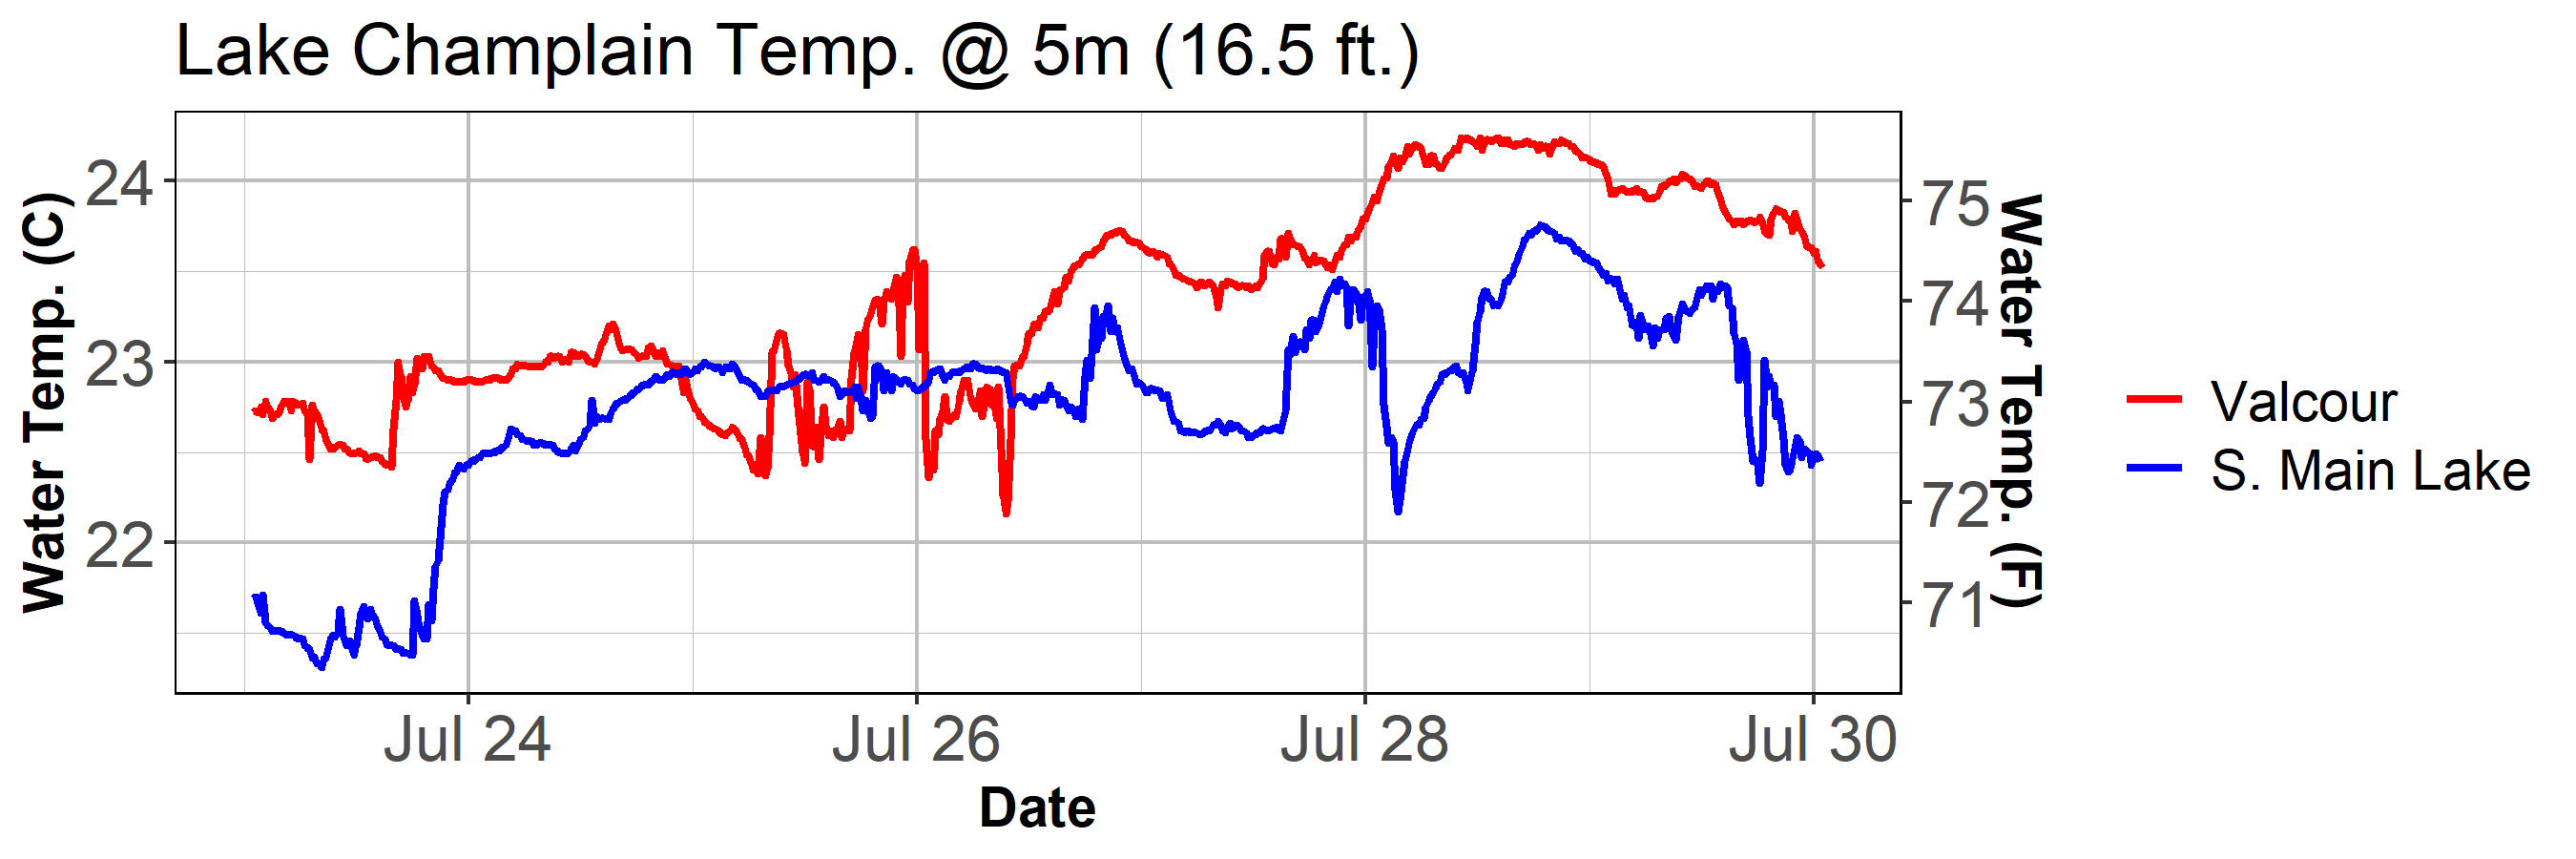 Lake Champlain Temp. @ 5m (16.5 ft.)
Water Temp. (C)
24
23
22
75
74
73
72
71
Water Temp. (F)
Jul 24
Jul 26
Jul 28
Jul 30
Date
Valcour
S. Main Lake